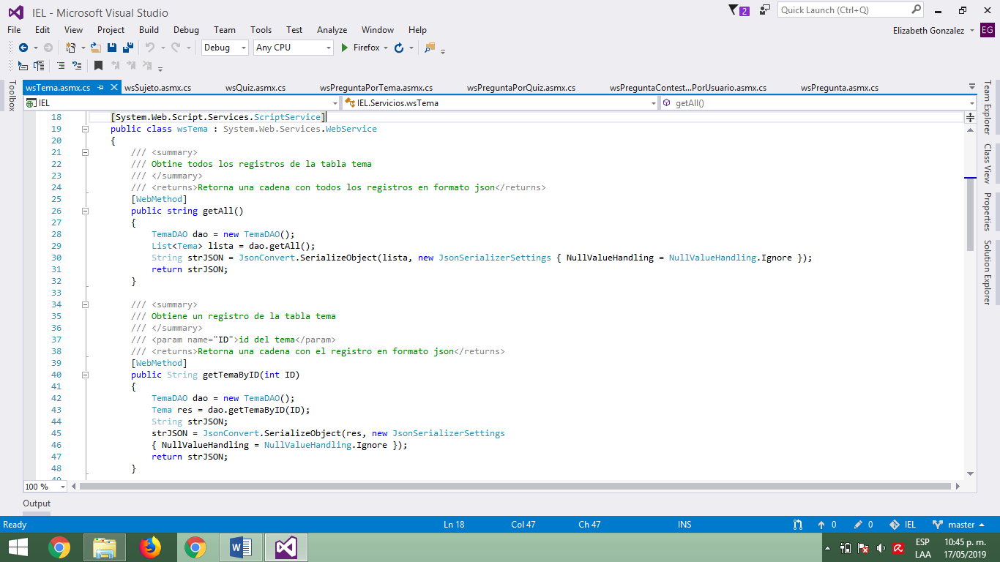 IEL - Microsoft Visual Studio
2
Quick Launch (Ctrl+Q)
File Edit View Project Build Debug Team Tools Test Analyze Window Help
Elizabeth Gonzalez EG
Debug Any CPU Firefox
Toolbox
wsTema.asmx.cs wsSujeto.asmx.cs wsQuiz.asmx.cs wsPreguntaPorTema.asmx.cs wsPreguntaPorQuiz.asmx.cs wsPreguntaContest...PorUsuario.asmx.cs wsPregunta.asmx.cs
IEL IEL.Servicios.wsTema getAll()
18 [System.Web.Script.Services.ScriptService]
19 public class wsTema : System.Web.Services.WebService
20 {
21 /// <summary>
22 /// Obtine todos los registros de la tabla tema
23 /// </summary>
24 /// <returns>Retorna una cadena con todos los registros en formato json</returns>
25 [WebMethod]
26 public string getAll()
27 {
28 TemaDAO dao = new TemaDAO();
29 List<Tema> lista = dao.getAll();
30 String strJSON = JsonConvert.SerializeObject(lista, new JsonSerializerSettings { NullValueHandling = NullValueHandling.Ignore });
31 return strJSON;
32 }
33
34 /// <summary>
35 /// Obtiene un registro de la tabla tema
36 /// </summary>
37 /// <param name="ID">id del tema</param>
38 /// <returns>Retorna una cadena con el registro en formato json</returns>
39 [WebMethod]
40 public String getTemaByID(int ID)
41 {
42 TemaDAO dao = new TemaDAO();
43 Tema res = dao.getTemaByID(ID);
44 String strJSON;
45 strJSON = JsonConvert.SerializeObject(res, new JsonSerializerSettings
46 { NullValueHandling = NullValueHandling.Ignore });
47 return strJSON;
48 }
49
Team Explorer
Class View
Properties
Solution Explorer
100 %
Output
Ready Ln 18 Col 47 Ch 47 INS 0 0 IEL master
ESP 10:45 p. m.
LAA 17/05/2019